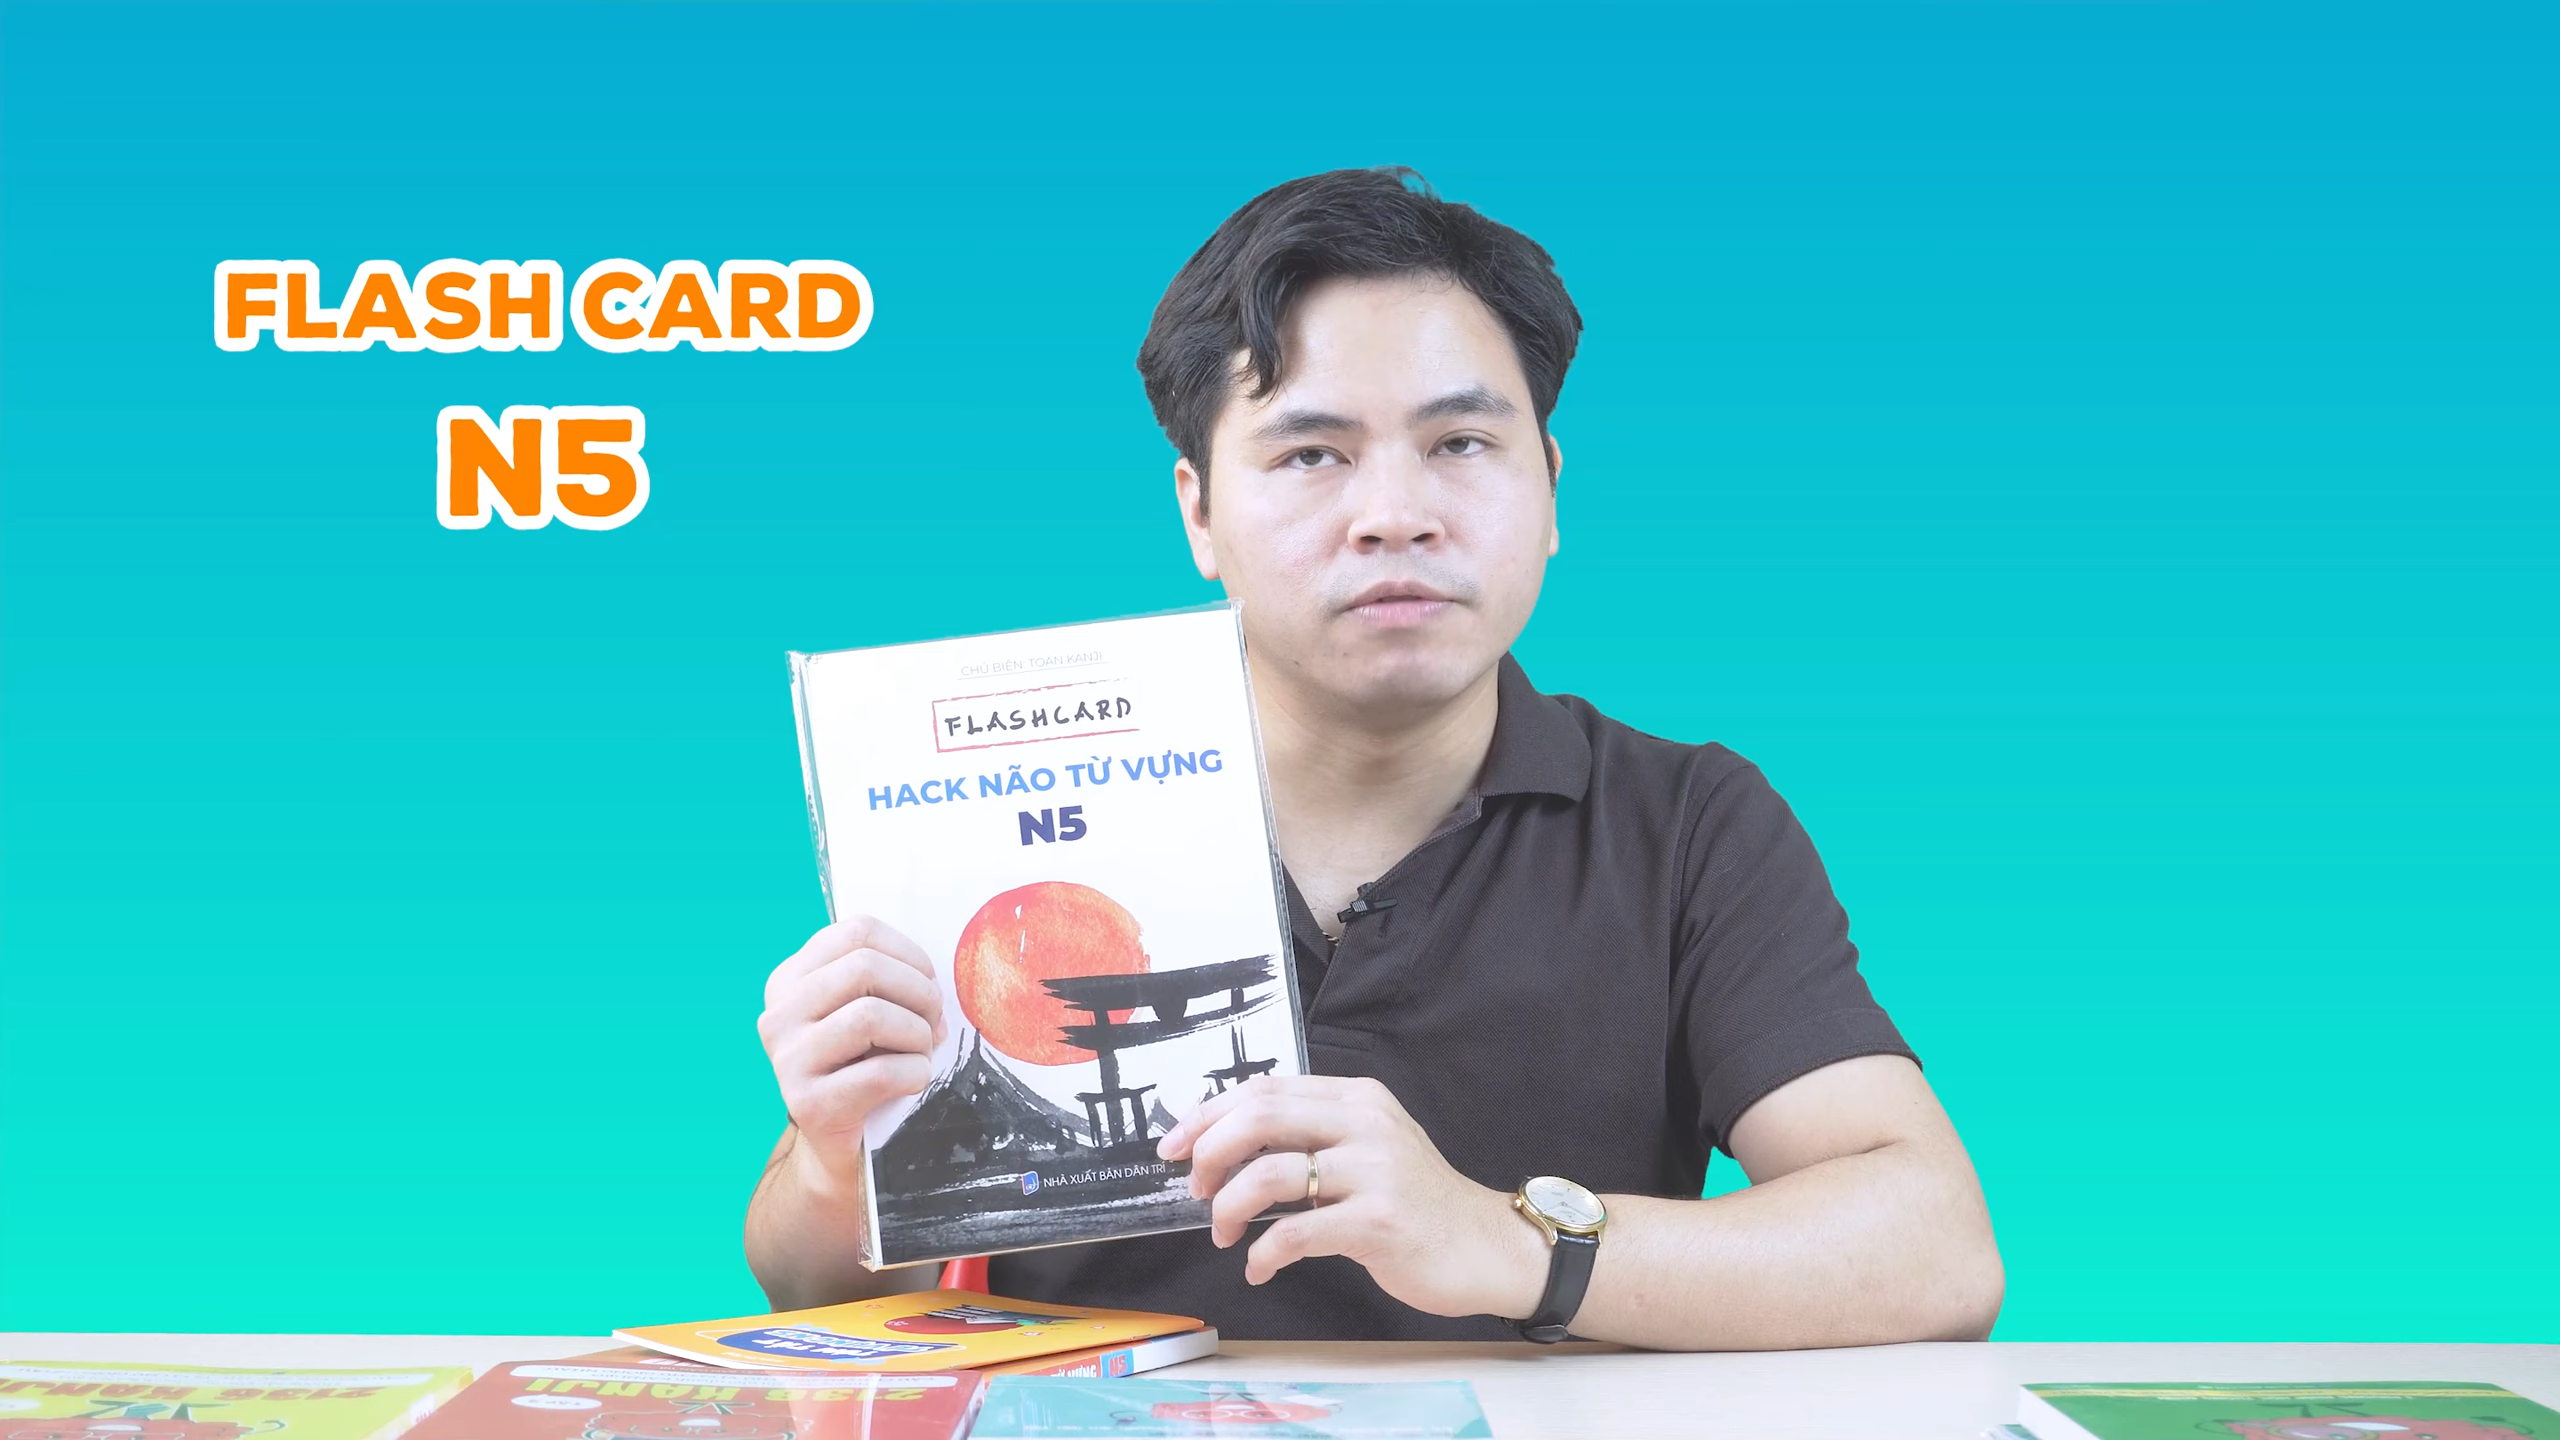 FLASH CARD
N5
CHỦ BIÊN: TOÀN KANJI
FLASHCARD
HACK NÃO TỪ VỰNG
N5
NHÀ XUẤT BẢN DÂN TRÍ
2136 KANJI
2136 KANJI
N5